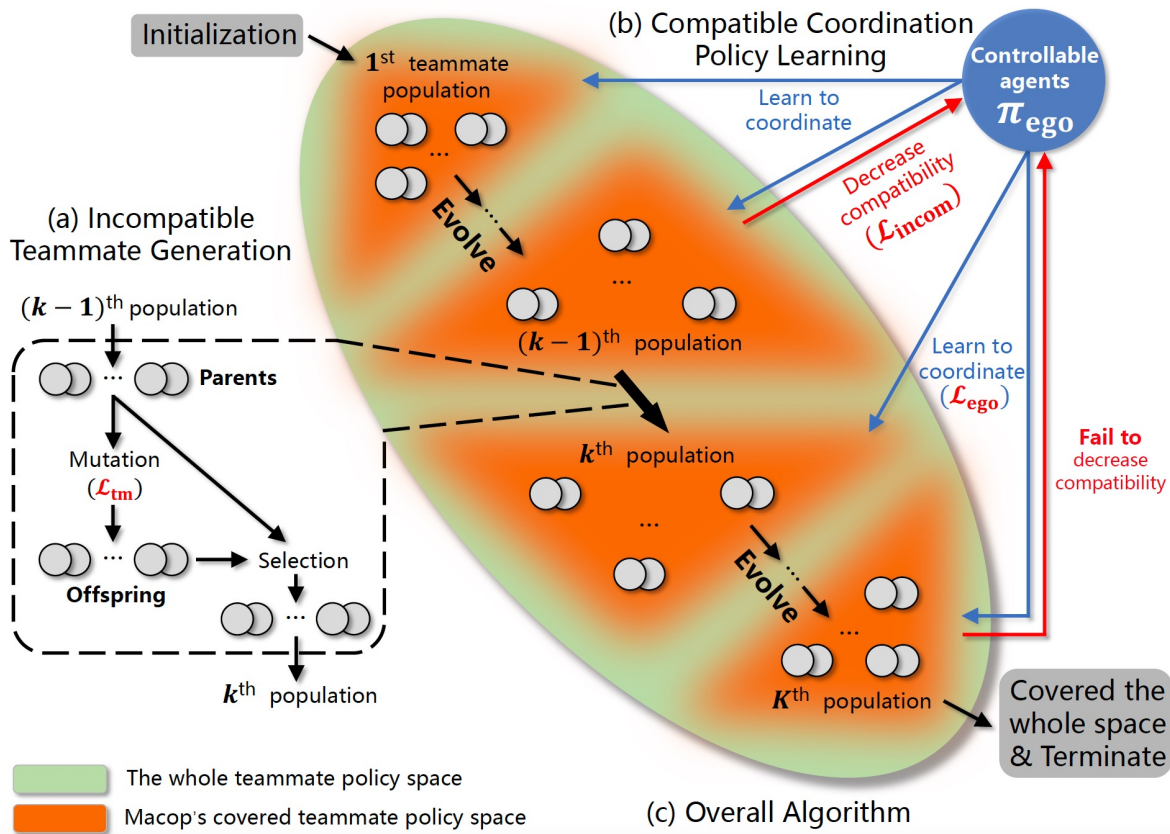 Initialization
1st teammate
population
...
Evolve
...
(b) Compatible Coordination
Policy Learning
Controllable
agents
π_ego
Learn to
coordinate
Decrease
compatibility
(ℒ_incom)
(a) Incompatible
Teammate Generation
(k − 1)th population
... Parents
Mutation
(ℒ_tm)
...
Offspring
Selection
...
kth population
...
(k − 1)th population
Learn to
coordinate
(ℒ_ego)
Fail to
decrease
compatibility
kth population
...
Evolve
...
...
Kth population
Covered the
whole space
& Terminate
The whole teammate policy space
Macop's covered teammate policy space
(c) Overall Algorithm